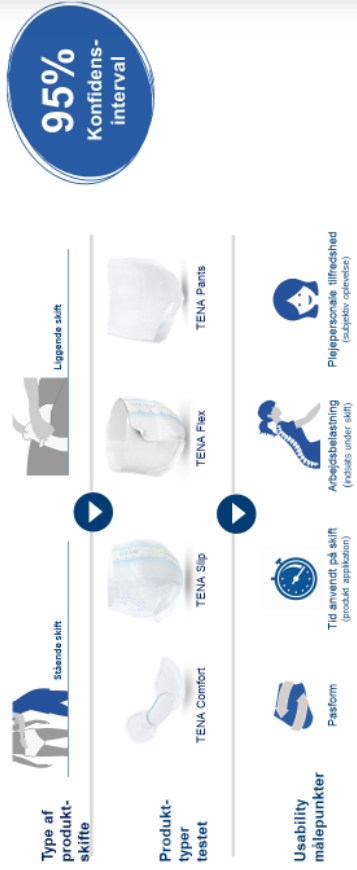 95%
Konfidens-
interval
Type af
produkt-
skifte
Stående skift
Liggende skift
Produkt-
typer
testet
TENA Comfort
TENA Slip
TENA Flex
TENA Pants
Usability
målepunkter
Pasform
Tid anvendt på skift
(produkt applikation)
Arbejdsbelastning
(indsats under skift)
Plejepersonale tilfredshed
(subjektiv oplevelse)